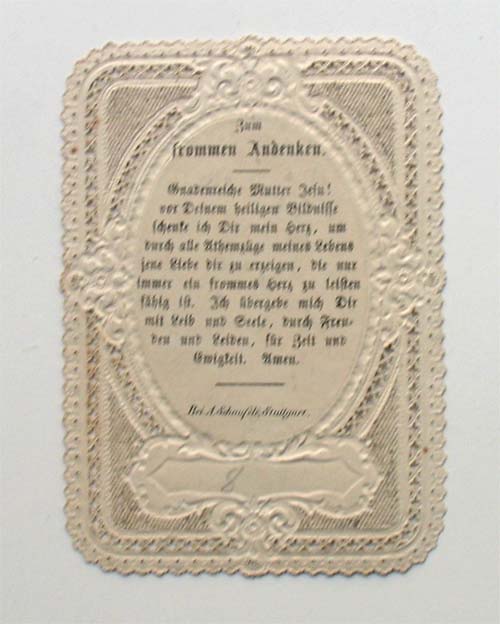 Zum
frommen Andenken.
Gnadenreiche Mutter Jesu!
vor Deinem heiligen Bildnisse
schenke ich Dir mein Herz, um
durch alle Athemzüge meines Lebens
jene Liebe dir zu erzeigen, die nur
immer ein frommes Herz zu leisten
fähig ist. Ich übergebe mich Dir
mit Leib und Seele, durch Freu-
den und Leiden, für Zeit und
Ewigkeit. Amen.
Bei A. Schaufele, Stuttgart.
8